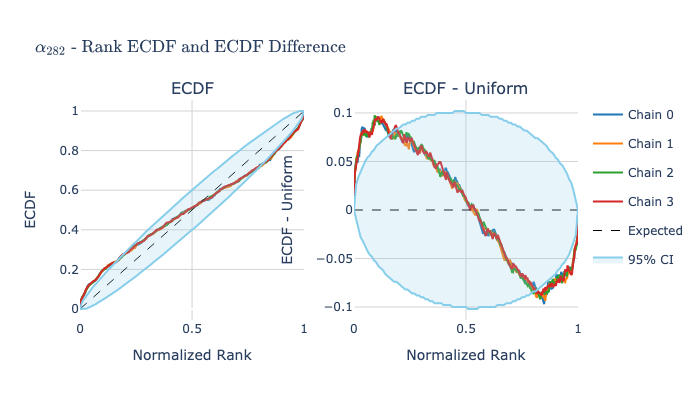 α₂₈₂ - Rank ECDF and ECDF Difference
ECDF
ECDF
1
0.8
0.6
0.4
0.2
0
0
0.5
1
Normalized Rank
ECDF - Uniform
ECDF - Uniform
0.1
0.05
0
−0.05
−0.1
0
0.5
1
Normalized Rank
Chain 0
Chain 1
Chain 2
Chain 3
Expected
95% CI